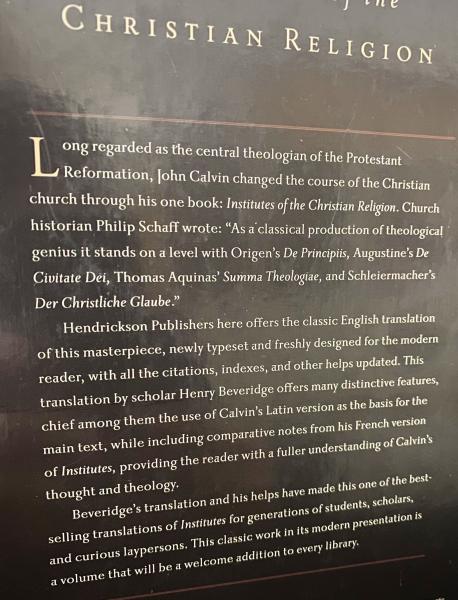 of the
CHRISTIAN RELIGION
Long regarded as the central theologian of the Protestant
Reformation, John Calvin changed the course of the Christian
church through his one book: Institutes of the Christian Religion. Church
historian Philip Schaff wrote: “As a classical production of theological
genius it stands on a level with Origen’s De Principiis, Augustine’s De
Civitate Dei, Thomas Aquinas’ Summa Theologiae, and Schleiermacher’s
Der Christliche Glaube.”
Hendrickson Publishers here offers the classic English translation
of this masterpiece, newly typeset and freshly designed for the modern
reader, with all the citations, indexes, and other helps updated. This
translation by scholar Henry Beveridge offers many distinctive features,
chief among them the use of Calvin’s Latin version as the basis for the
main text, while including comparative notes from his French version
of Institutes, providing the reader with a fuller understanding of Calvin’s
thought and theology.
Beveridge’s translation and his helps have made this one of the best-
selling translations of Institutes for generations of students, scholars,
and curious laypersons. This classic work in its modern presentation is
a volume that will be a welcome addition to every library.